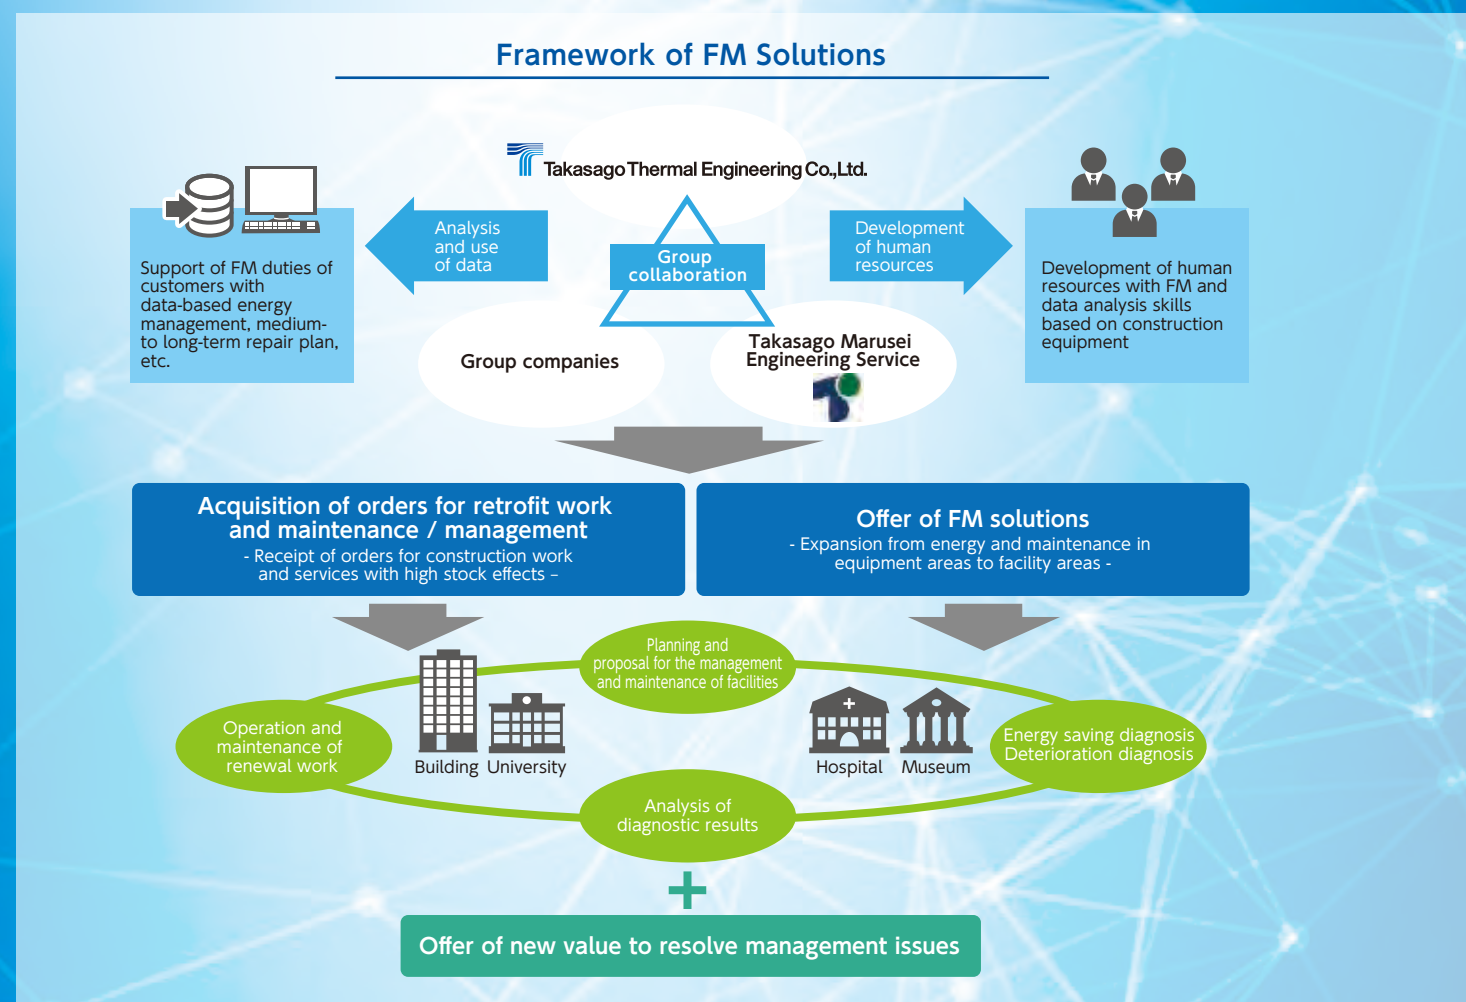 Framework of FM Solutions
Takasago Thermal Engineering Co.,Ltd.
Analysis
and use
of data
Group
collaboration
Development
of human
resources
Support of FM duties of
customers with
data-based energy
management, medium-
to long-term repair plan,
etc.
Development of human
resources with FM and
data analysis skills
based on construction
equipment
Group companies
Takasago Marusei
Engineering Service
Acquisition of orders for retrofit work
and maintenance / management
- Receipt of orders for construction work
and services with high stock effects –
Offer of FM solutions
- Expansion from energy and maintenance in
equipment areas to facility areas -
Planning and
proposal for the management
and maintenance of facilities
Operation and
maintenance of
renewal work
Building
University
Hospital
Museum
Energy saving diagnosis
Deterioration diagnosis
Analysis of
diagnostic results
+
Offer of new value to resolve management issues